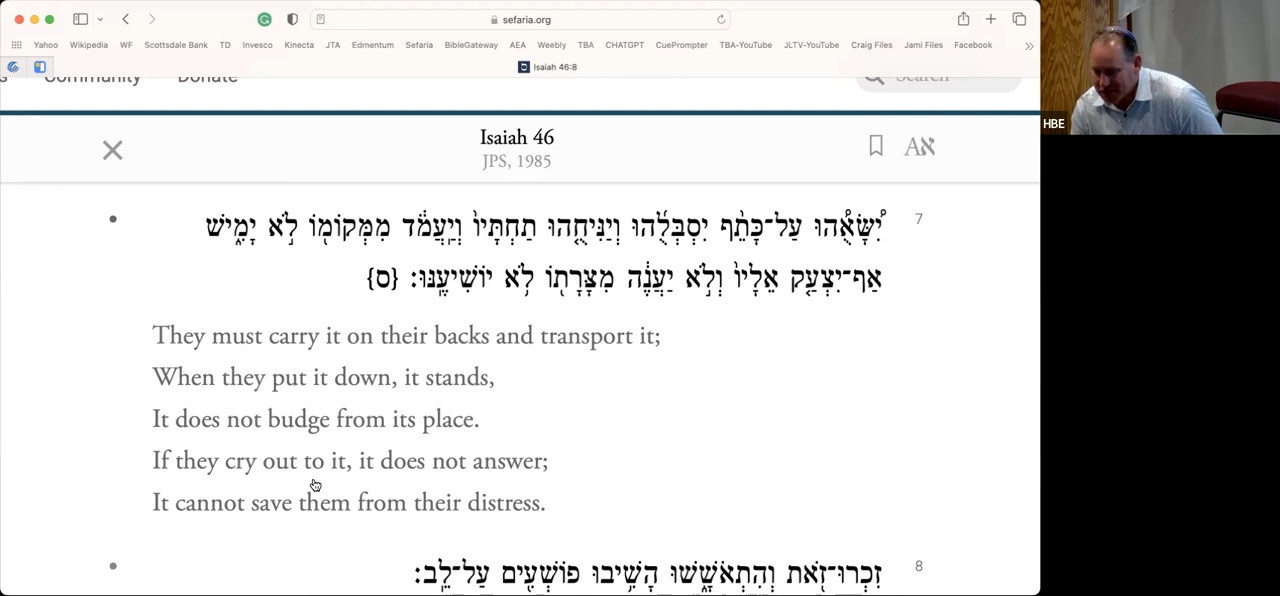 sefaria.org
Yahoo Wikipedia WF Scottsdale Bank TD Invesco Kinecta JTA Edmentum Sefaria BibleGateway AEA Weebly TBA CHATGPT CuePrompter TBA-YouTube JLTV-YouTube Craig Files Jami Files Facebook
Isaiah 46:8
s Community Donate Search
HBE
Isaiah 46
JPS, 1985
Aא
7
יִ֠שָּׂאֻ֠הוּ עַל־כָּתֵ֨ף יִסְבְּלֻ֜הוּ וְיַנִּיחֻ֤הוּ תַחְתָּיו֙ וְֽיַעֲמֹ֔ד מִמְּקוֹמ֖וֹ לֹ֣א יָמִ֑ישׁ
אַף־יִצְעַ֤ק אֵלָיו֙ וְלֹ֣א יַעֲנֶ֔ה מִצָּרָת֖וֹ לֹ֥א יוֹשִׁיעֶֽנּוּ׃ {ס}
They must carry it on their backs and transport it;
When they put it down, it stands,
It does not budge from its place.
If they cry out to it, it does not answer;
It cannot save them from their distress.
8
זִכְרוּ־זֹ֖את וְהִתְאֹשָׁ֑שׁוּ הָשִׁ֥יבוּ פוֹשְׁעִ֖ים עַל־לֵֽב׃